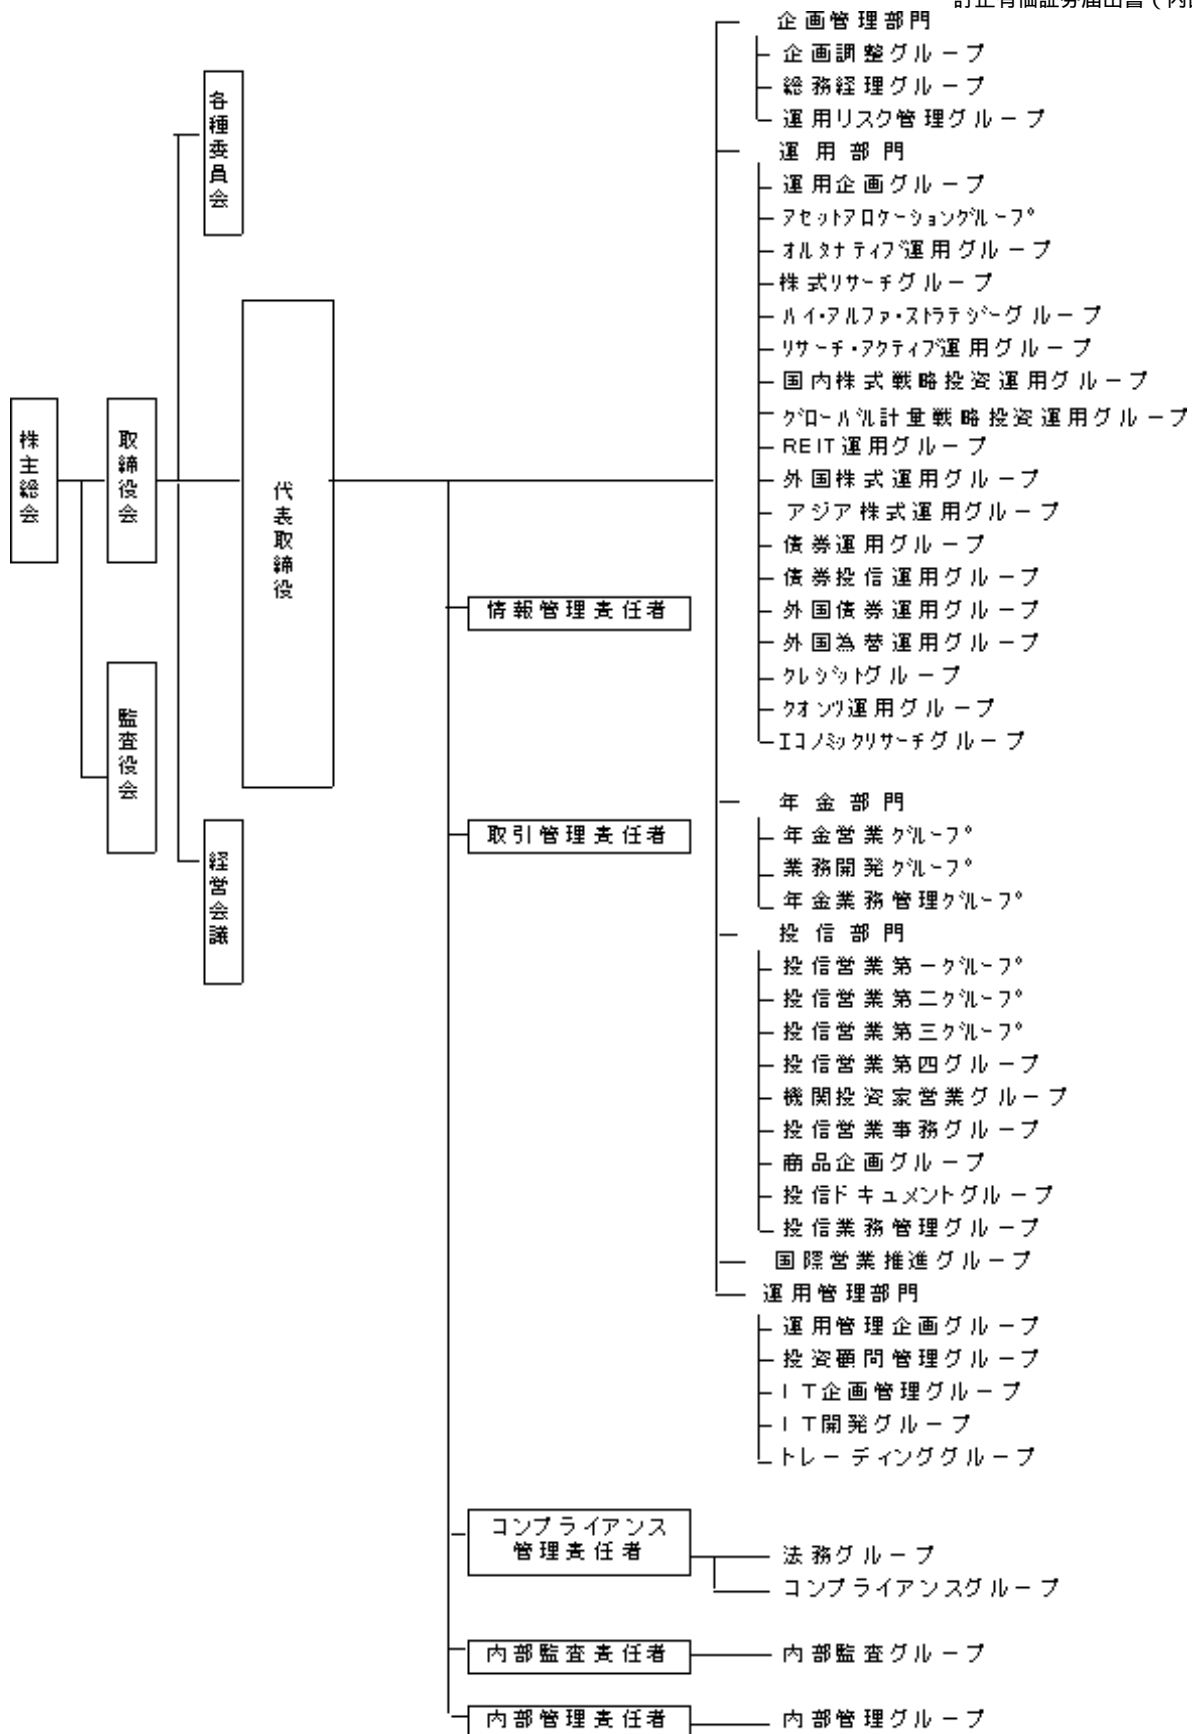 企画管理部門
企画調整グループ
総務経理グループ
運用リスク管理グループ
運用部門
運用企画グループ
アセットアロケーショングループ
オルタナティブ運用グループ
株式リサーチグループ
ハイ・アルファ・ストラテジーグループ
リサーチ・アクティブ運用グループ
国内株式戦略投資運用グループ
グローバル計量戦略投資運用グループ
REIT運用グループ
外国株式運用グループ
アジア株式運用グループ
債券運用グループ
債券投信運用グループ
外国債券運用グループ
外国為替運用グループ
クレジットグループ
クオンツ運用グループ
エコノミックリサーチグループ
年金部門
年金営業グループ
業務開発グループ
年金業務管理グループ
投信部門
投信営業第一グループ
投信営業第二グループ
投信営業第三グループ
投信営業第四グループ
機関投資家営業グループ
投信営業事務グループ
商品企画グループ
投信ドキュメントグループ
投信業務管理グループ
国際営業推進グループ
運用管理部門
運用管理企画グループ
投資顧問管理グループ
IT企画管理グループ
IT開発グループ
トレーディンググループ
株主総会
取締役会
監査役会
各種委員会
経営会議
代表取締役
情報管理責任者
取引管理責任者
コンプライアンス
管理責任者
法務グループ
コンプライアンスグループ
内部監査責任者
内部監査グループ
内部管理責任者
内部管理グループ